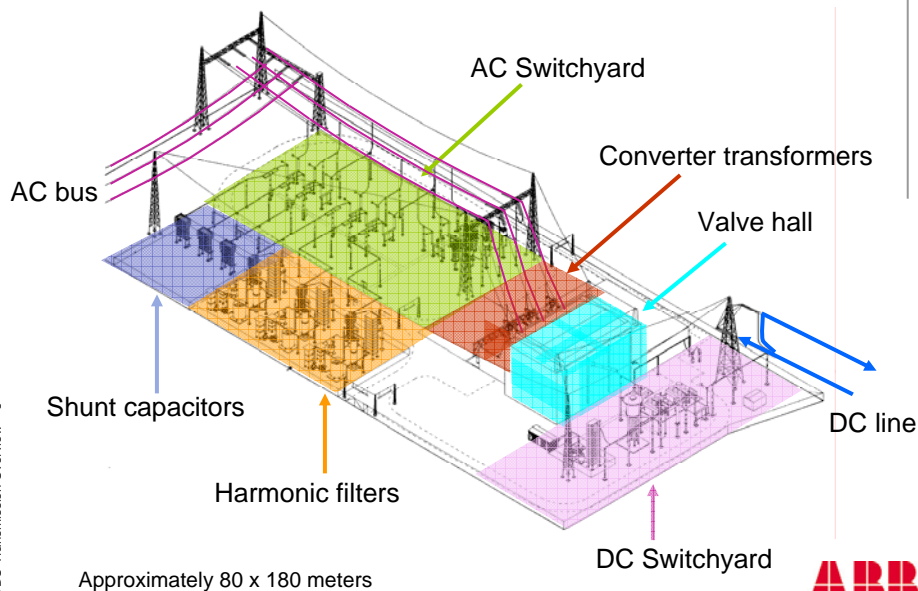 AC Switchyard
Converter transformers
AC bus
Valve hall
Shunt capacitors
DC line
Harmonic filters
DC Switchyard
Approximately 80 x 180 meters